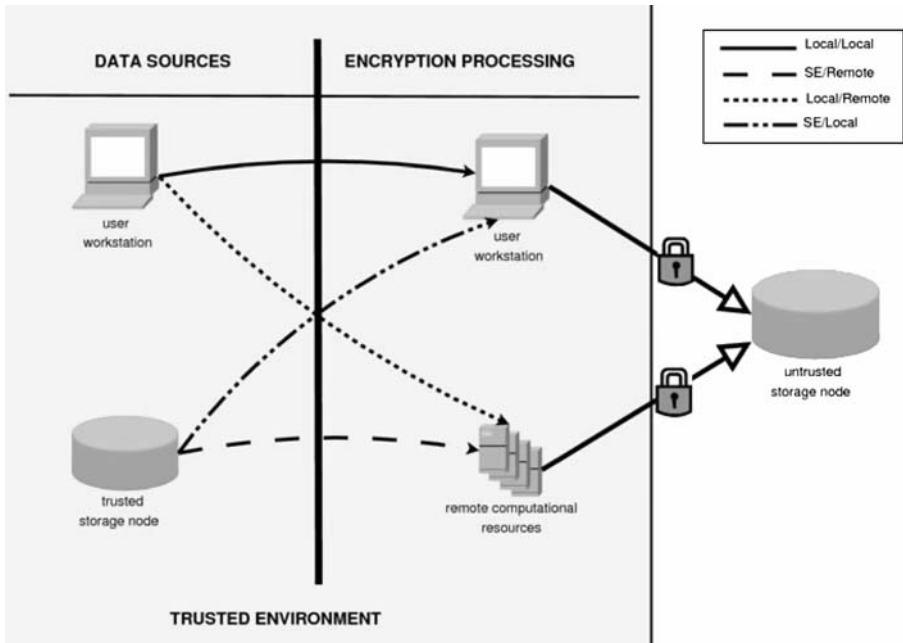 DATA SOURCES
ENCRYPTION PROCESSING
Local/Local
SE/Remote
Local/Remote
SE/Local
user
workstation
user
workstation
untrusted
storage node
trusted
storage node
remote computational
resources
TRUSTED ENVIRONMENT